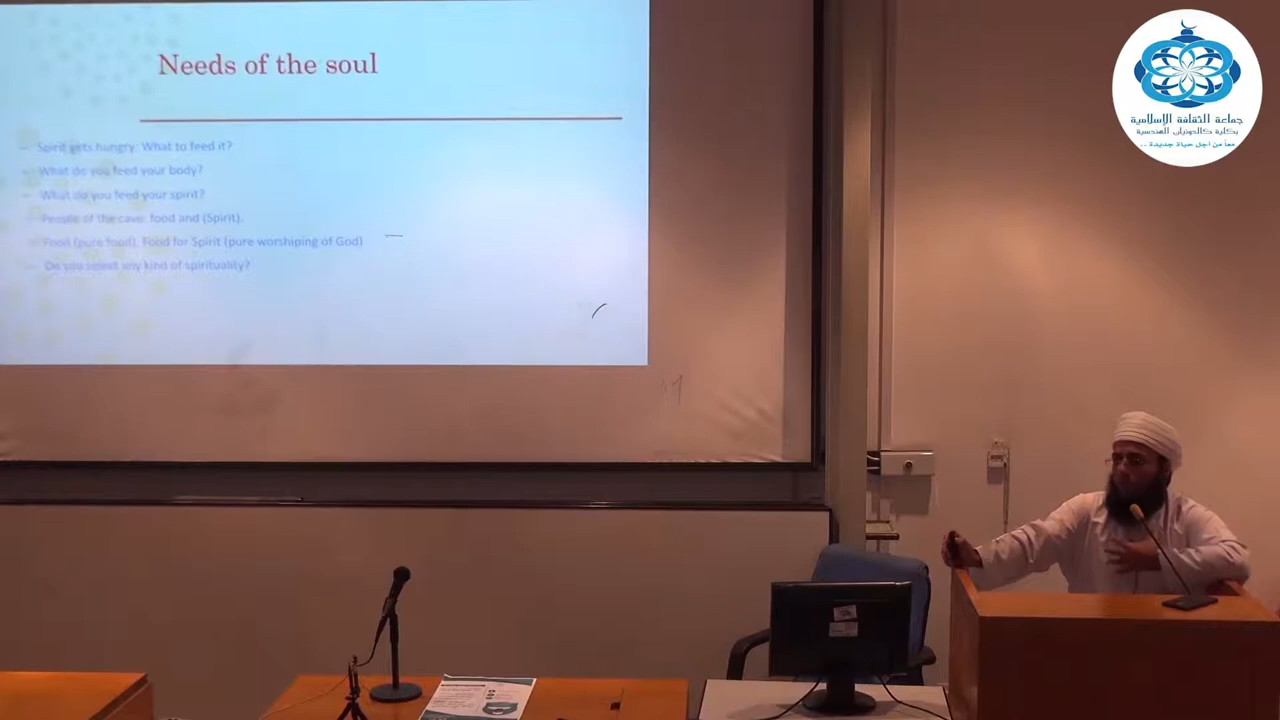 Needs of the soul
– Spirit gets hungry: What to feed it?
– What do you feed your body?
– What do you feed your spirit?
– People of the cave: food and (Spirit).
– Food (pure food). Food for Spirit (pure worshiping of God)
– Do you select any kind of spirituality?
جماعة الثقافة الإسلامية
بكلية كالدونيان الهندسية
معاً من اجل حياة جديدة ..